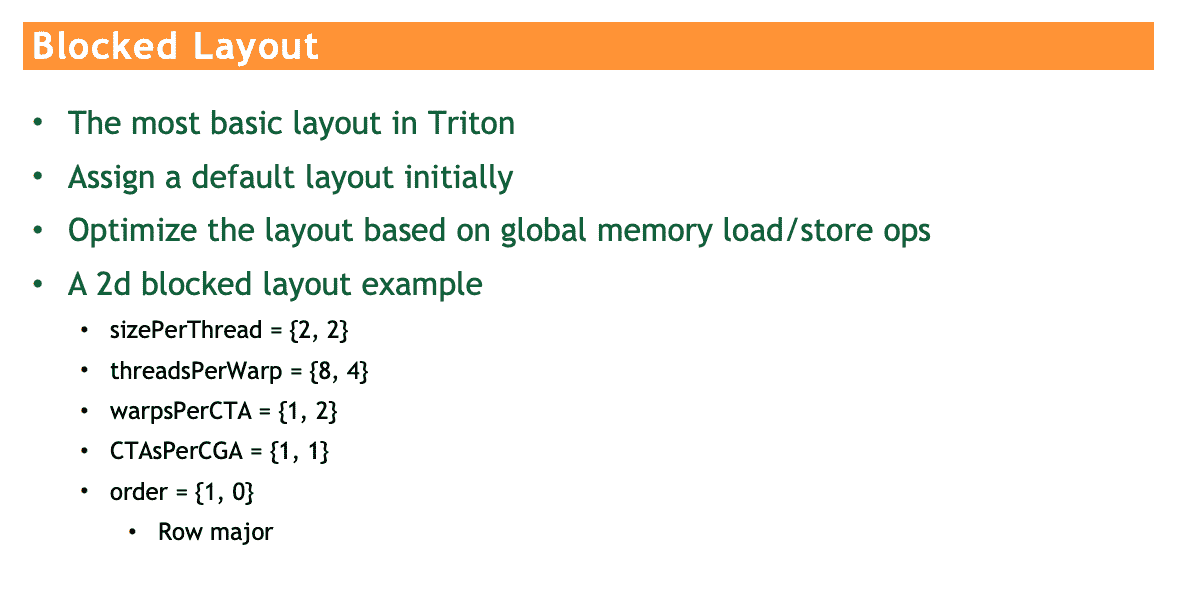 Blocked Layout
• The most basic layout in Triton
• Assign a default layout initially
• Optimize the layout based on global memory load/store ops
• A 2d blocked layout example
• sizePerThread = {2, 2}
• threadsPerWarp = {8, 4}
• warpsPerCTA = {1, 2}
• CTAsPerCGA = {1, 1}
• order = {1, 0}
• Row major